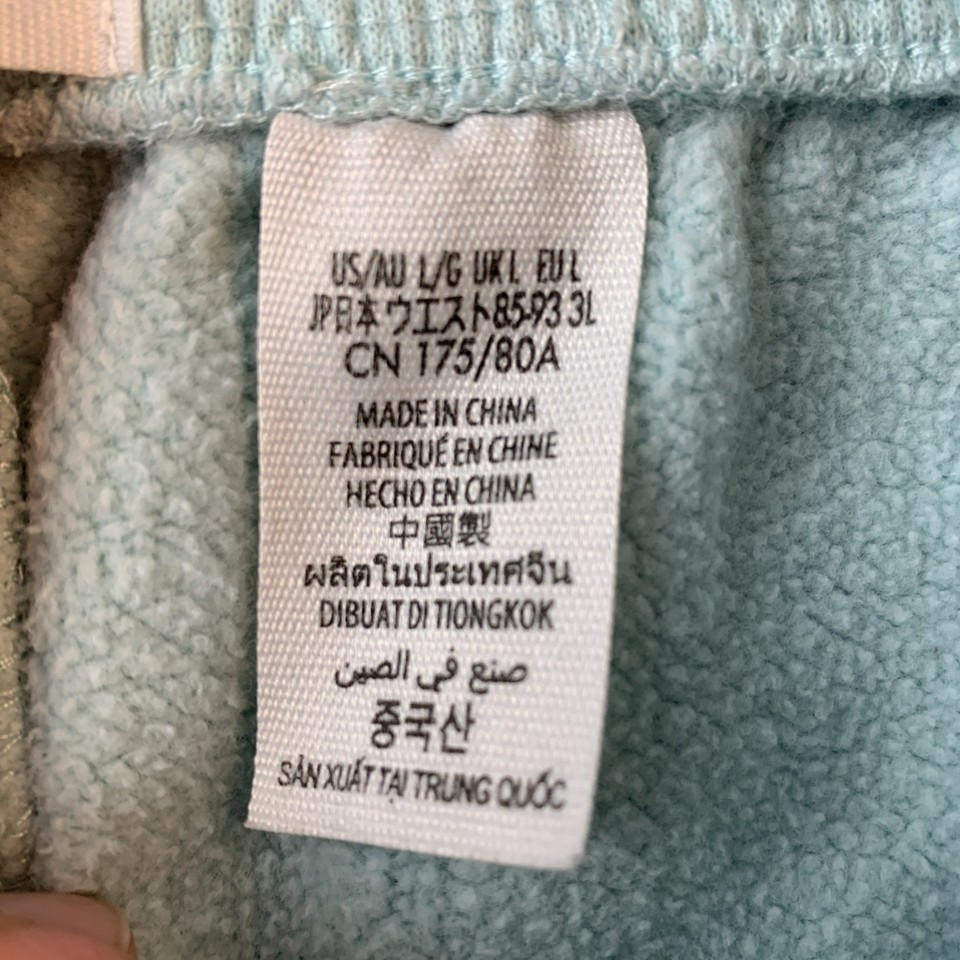 US/AU L/G UK L EU L
JP日本ウエスト85-93 3L
CN 175/80A
MADE IN CHINA
FABRIQUÉ EN CHINE
HECHO EN CHINA
中國製
ผลิตในประเทศจีน
DIBUAT DI TIONGKOK
صنع في الصين
중국산
SẢN XUẤT TẠI TRUNG QUỐC